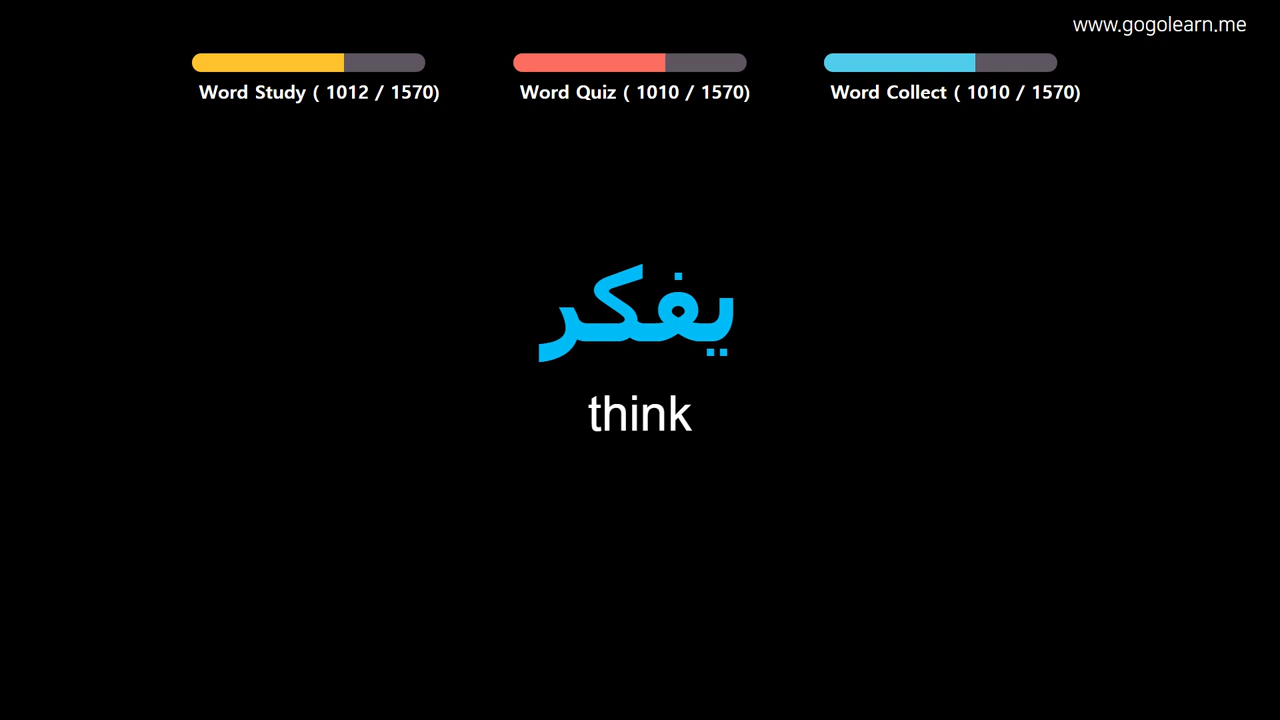 www.gogolearn.me
Word Study ( 1012 / 1570)
Word Quiz ( 1010 / 1570)
Word Collect ( 1010 / 1570)
يفكر
think